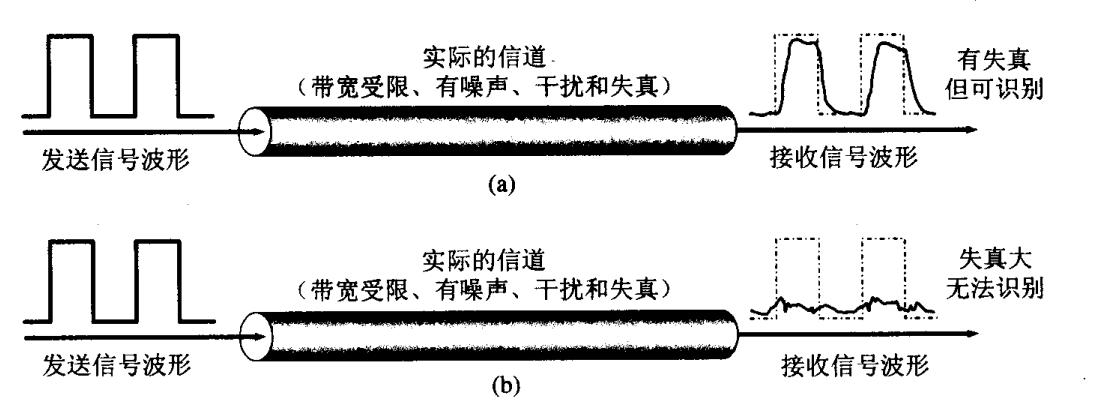 实际的信道
（带宽受限、有噪声、干扰和失真）
有失真
但可识别
发送信号波形
接收信号波形
(a)
实际的信道
（带宽受限、有噪声、干扰和失真）
失真大
无法识别
发送信号波形
接收信号波形
(b)